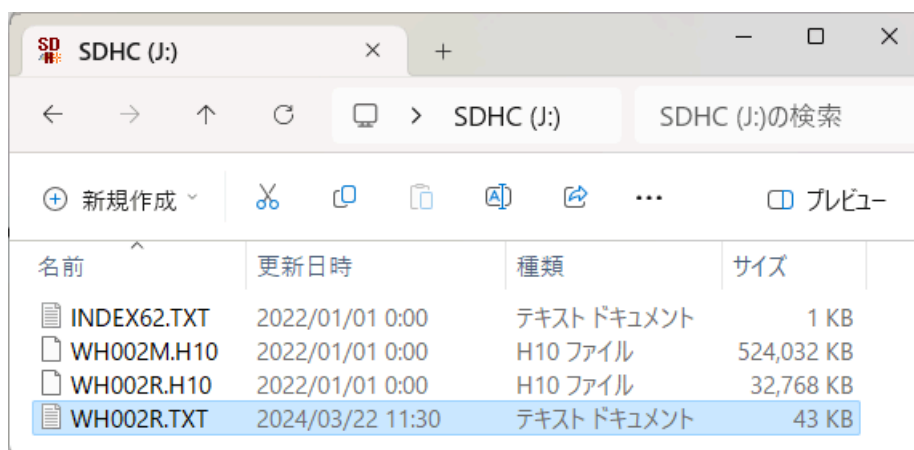 SDHC (J:)
SDHC (J:) SDHC (J:)の検索
新規作成 プレビュー
名前 更新日時 種類 サイズ
INDEX62.TXT 2022/01/01 0:00 テキスト ドキュメント 1 KB
WH002M.H10 2022/01/01 0:00 H10 ファイル 524,032 KB
WH002R.H10 2022/01/01 0:00 H10 ファイル 32,768 KB
WH002R.TXT 2024/03/22 11:30 テキスト ドキュメント 43 KB